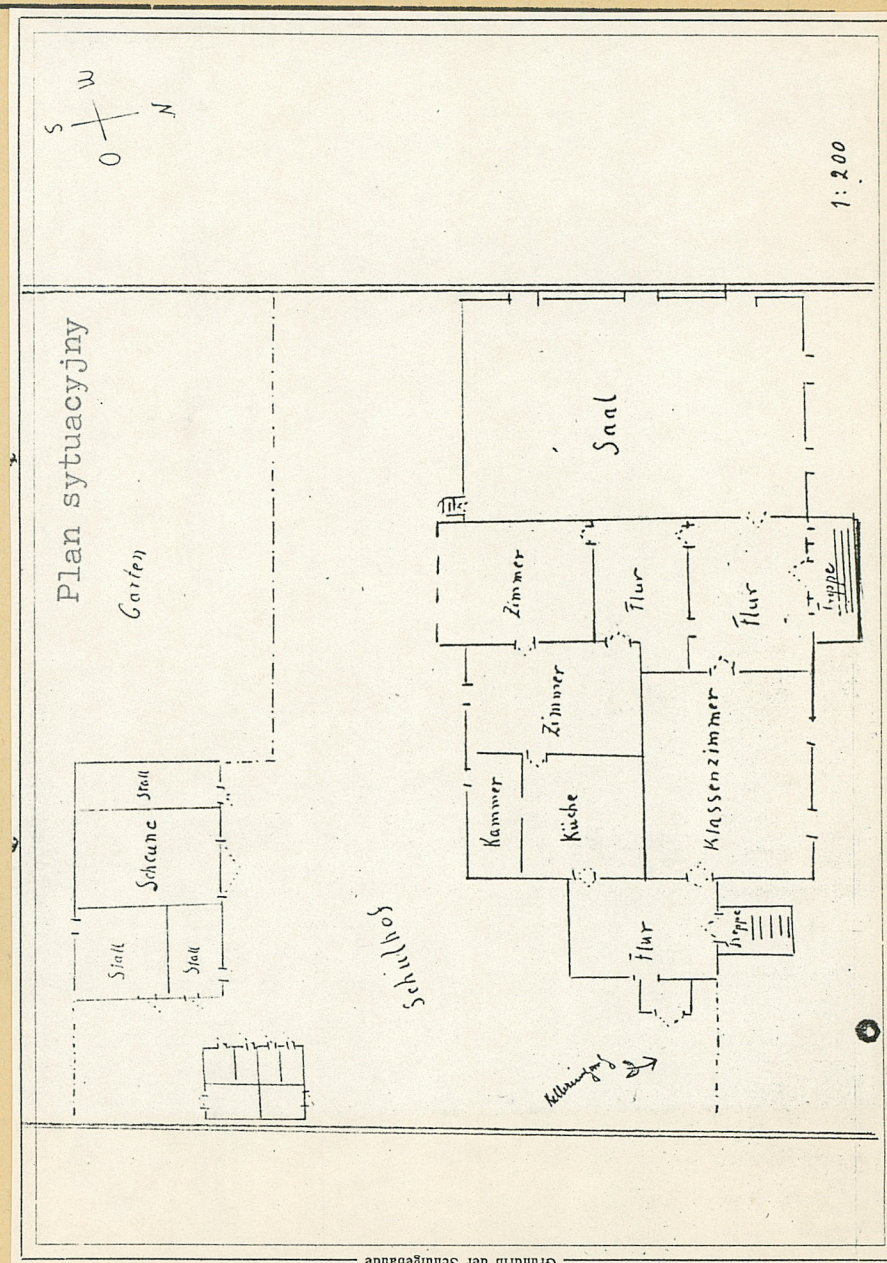 Plan sytuacyjny
S
W
O
N
Garten
Stall
Scheune
Stall
Stall
Schulhof
Saal
Zimmer
Flur
Flur
Treppe
Zimmer
Kammer
Küche
Klassenzimmer
Flur
Treppe
Kellereingang
1:200
Grundriß der Schulgebäude